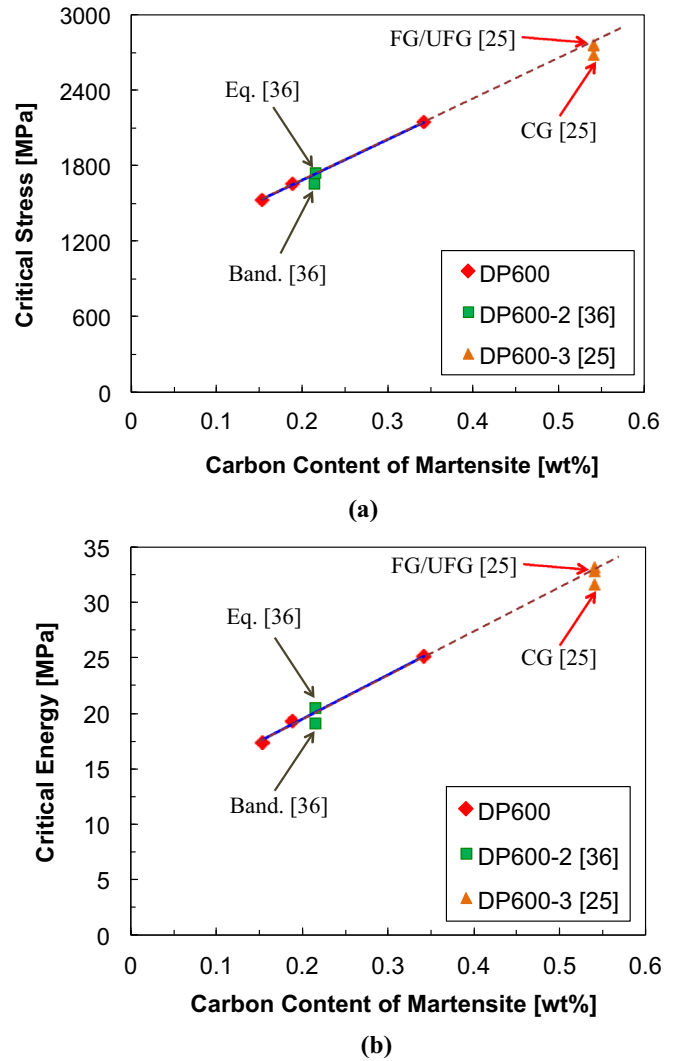 3000
2400
1800
1200
600
0
Critical Stress [MPa]
FG/UFG [25]
Eq. [36]
CG [25]
Band. [36]
DP600
DP600-2 [36]
DP600-3 [25]
0 0.1 0.2 0.3 0.4 0.5 0.6
Carbon Content of Martensite [wt%]
(a)
35
30
25
20
15
10
5
0
Critical Energy [MPa]
FG/UFG [25]
Eq. [36]
CG [25]
Band. [36]
DP600
DP600-2 [36]
DP600-3 [25]
0 0.1 0.2 0.3 0.4 0.5 0.6
Carbon Content of Martensite [wt%]
(b)